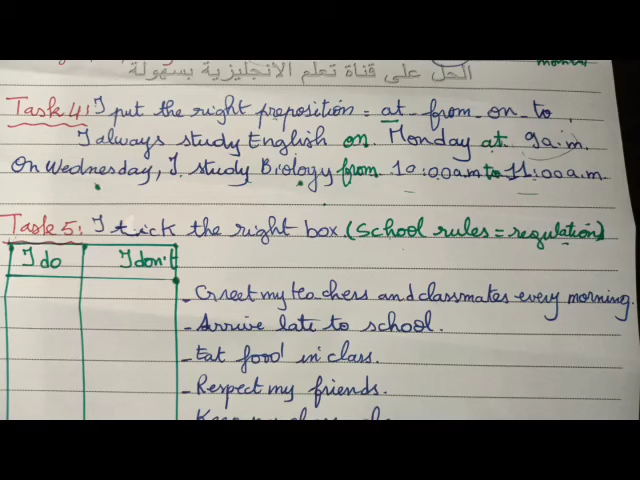 الحل على قناة تعلم الانجليزية بسهولة
Task 4: I put the right preposition = at - from - on - to
I always study English on Monday at 9a.m.
On Wednesday, I study Biology from 10:00am to 11:00a.m.
Task 5: I tick the right box (School rules = regulation)
I do I don't
- Greet my teachers and classmates every morning.
- Arrive late to school.
- Eat food in class.
- Respect my friends.